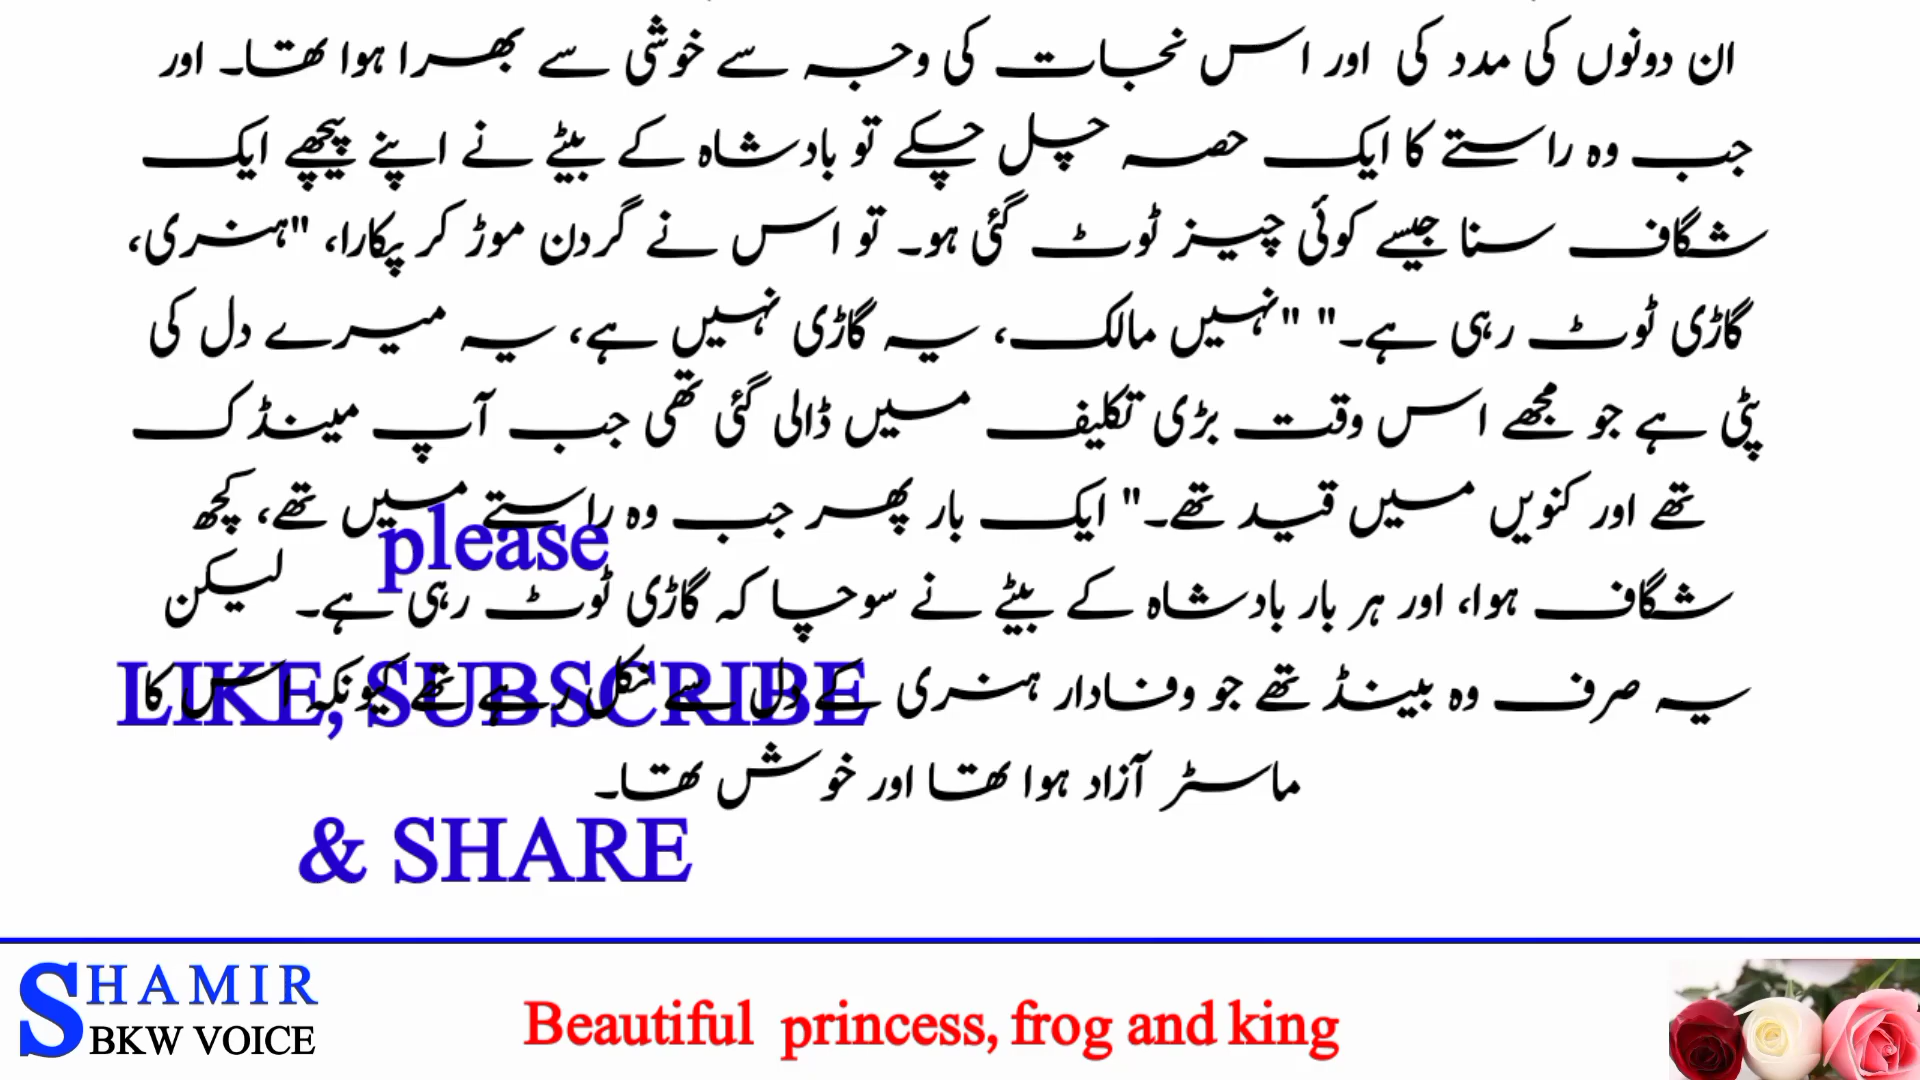 ان دونوں کی مدد کی اور اس نجات کی وجہ سے خوشی سے بھرا ہوا تھا۔ اور
جب وہ راستے کا ایک حصہ چل چکے تو بادشاہ کے بیٹے نے اپنے پیچھے ایک
شگاف سنا جیسے کوئی چیز ٹوٹ گئی ہو۔ تو اس نے گردن موڑ کر پکارا، "ہنری،
گاڑی ٹوٹ رہی ہے۔" "نہیں مالک، یہ گاڑی نہیں ہے، یہ میرے دل کی
پٹی ہے جو مجھے اس وقت بڑی تکلیف میں ڈالی گئی تھی جب آپ مینڈک
تھے اور کنویں میں قید تھے۔" ایک بار پھر جب وہ راستے میں تھے، کچھ
please
شگاف ہوا، اور ہر بار بادشاہ کے بیٹے نے سوچا کہ گاڑی ٹوٹ رہی ہے۔ لیکن
یہ صرف وہ بینڈ تھے جو وفادار ہنری کے دل سے نکل رہے تھے کیونکہ اس کا
LIKE, SUBSCRIBE
ماسٹر آزاد ہوا تھا اور خوش تھا۔
& SHARE
SHAMIR
BKW VOICE
Beautiful princess, frog and king